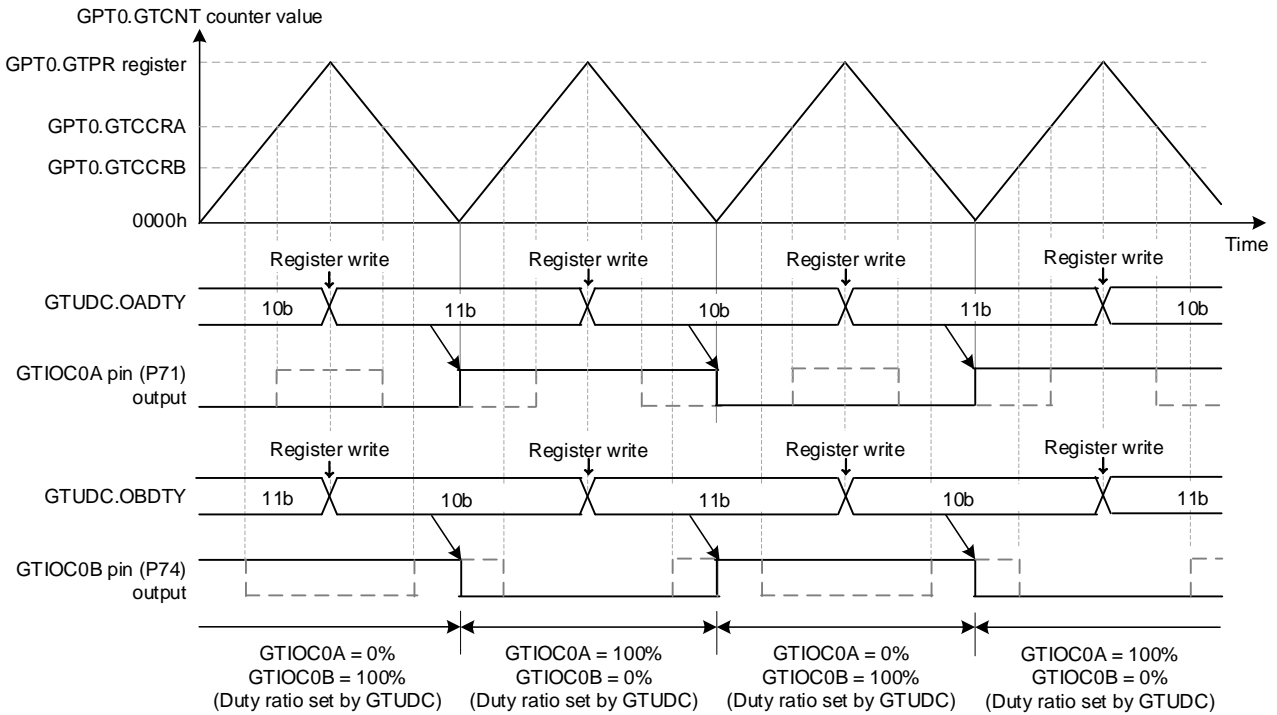 GPT0.GTCNT counter value
GPT0.GTPR register
GPT0.GTCCRA
GPT0.GTCCRB
0000h
Time
Register write Register write Register write Register write
GTUDC.OADTY 10b 11b 10b 11b 10b
GTIOC0A pin (P71)
output
Register write Register write Register write Register write
GTUDC.OBDTY 11b 10b 11b 10b 11b
GTIOC0B pin (P74)
output
GTIOC0A = 0% GTIOC0A = 100% GTIOC0A = 0% GTIOC0A = 100%
GTIOC0B = 100% GTIOC0B = 0% GTIOC0B = 100% GTIOC0B = 0%
(Duty ratio set by GTUDC) (Duty ratio set by GTUDC) (Duty ratio set by GTUDC) (Duty ratio set by GTUDC)